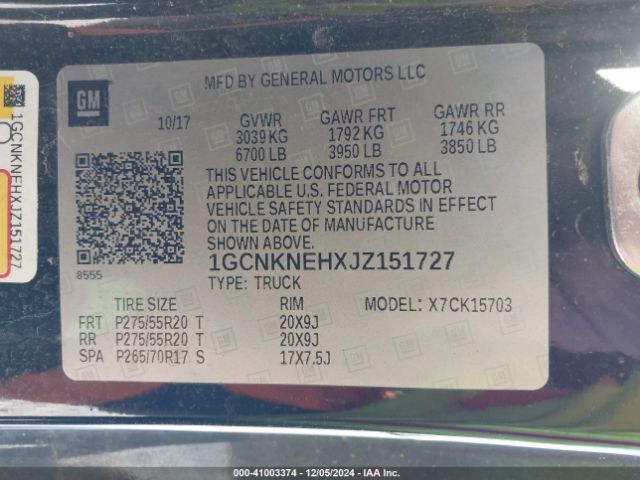 1GCNKNEHXJZ151727
GM
MFD BY GENERAL MOTORS LLC
10/17 GVWR GAWR FRT GAWR RR
3039 KG 1792 KG 1746 KG
6700 LB 3950 LB 3850 LB
THIS VEHICLE CONFORMS TO ALL
APPLICABLE U.S. FEDERAL MOTOR
VEHICLE SAFETY STANDARDS IN EFFECT
ON THE DATE OF MANUFACTURE
SHOWN ABOVE.
8555
1GCNKNEHXJZ151727
TYPE: TRUCK
TIRE SIZE RIM MODEL: X7CK15703
FRT P275/55R20 T 20X9J
RR P275/55R20 T 20X9J
SPA P265/70R17 S 17X7.5J
000-41003374 | 12/05/2024 | IAA Inc.